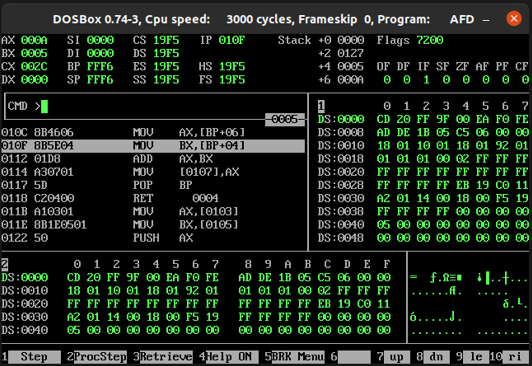 DOSBox 0.74-3, Cpu speed: 3000 cycles, Frameskip 0, Program: AFD
AX 000A SI 0000 CS 19F5 IP 010F Stack +0 0000 Flags 7200
BX 0005 DI 0000 DS 19F5 +2 0127
CX 002C BP FFF6 ES 19F5 HS 19F5 +4 0005 OF DF IF SF ZF AF PF CF
DX 0000 SP FFF6 SS 19F5 FS 19F5 +6 000A 0 0 1 0 0 0 0 0
CMD > 
0005
010C 8B4606 MOV AX,[BP+06]
010F 8B5E04 MOV BX,[BP+04]
0112 01D8 ADD AX,BX
0114 A30701 MOV [0107],AX
0117 5D POP BP
0118 C20400 RET 0004
011B A10301 MOV AX,[0103]
011E 8B1E0501 MOV BX,[0105]
0122 50 PUSH AX
1 0 1 2 3 4 5 6 7
DS:0000 CD 20 FF 9F 00 EA F0 FE
DS:0008 AD DE 1B 05 C5 06 00 00
DS:0010 18 01 10 01 18 01 92 01
DS:0018 01 01 01 00 02 FF FF FF
DS:0020 FF FF FF FF FF FF FF FF
DS:0028 FF FF FF FF EB 19 C0 11
DS:0030 A2 01 14 00 18 00 F5 19
DS:0038 FF FF FF FF 00 00 00 00
DS:0040 05 00 00 00 00 00 00 00
DS:0048 00 00 00 00 00 00 00 00
2 0 1 2 3 4 5 6 7 8 9 A B C D E F
DS:0000 CD 20 FF 9F 00 EA F0 FE AD DE 1B 05 C5 06 00 00
DS:0010 18 01 10 01 18 01 92 01 01 01 01 00 02 FF FF FF
DS:0020 FF FF FF FF FF FF FF FF FF FF FF FF EB 19 C0 11
DS:0030 A2 01 14 00 18 00 F5 19 FF FF FF FF 00 00 00 00
DS:0040 05 00 00 00 00 00 00 00 00 00 00 00 00 00 00 00
1 Step 2 ProcStep 3 Retrieve 4 Help ON 5 BRK Menu 6 7 up 8 dn 9 le 10 ri